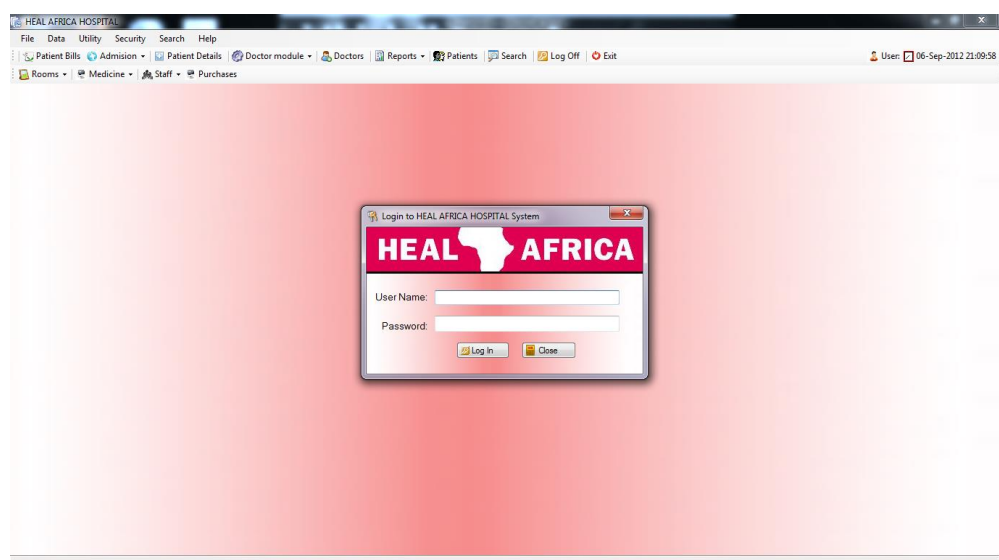 HEAL AFRICA HOSPITAL
File Data Utility Security Search Help
Patient Bills Admision Patient Details Doctor module Doctors Reports Patients Search Log Off Exit User: 06-Sep-2012 21:09:58
Rooms Medicine Staff Purchases
Login to HEAL AFRICA HOSPITAL System
HEAL AFRICA
User Name:
Password:
Log In Close